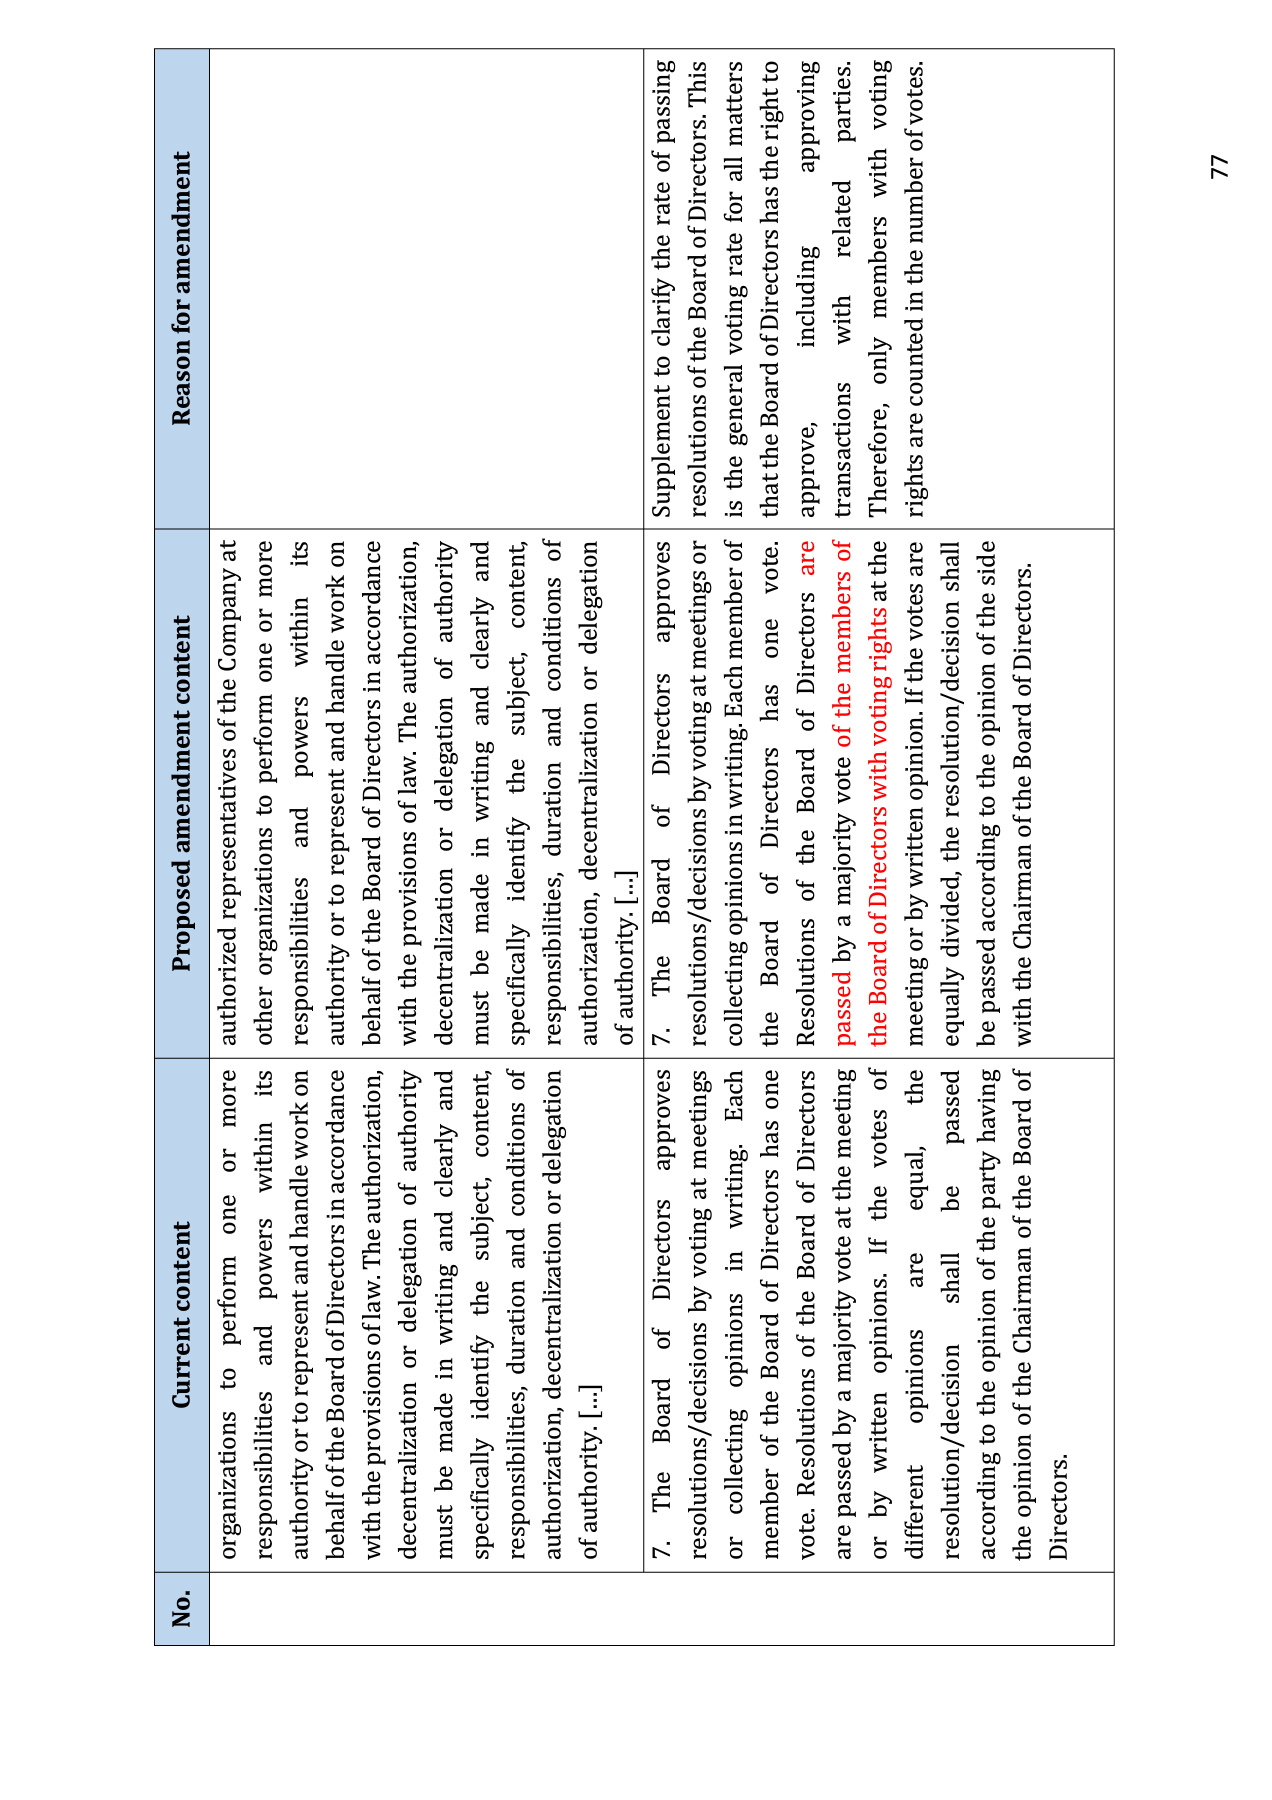 No.
Current content
Proposed amendment content
Reason for amendment
organizations to perform one or more
responsibilities and powers within its
authority or to represent and handle work on
behalf of the Board of Directors in accordance
with the provisions of law. The authorization,
decentralization or delegation of authority
must be made in writing and clearly and
specifically identify the subject, content,
responsibilities, duration and conditions of
authorization, decentralization or delegation
of authority. [...]
authorized representatives of the Company at
other organizations to perform one or more
responsibilities and powers within its
authority or to represent and handle work on
behalf of the Board of Directors in accordance
with the provisions of law. The authorization,
decentralization or delegation of authority
must be made in writing and clearly and
specifically identify the subject, content,
responsibilities, duration and conditions of
authorization, decentralization or delegation
of authority. [...]
7. The Board of Directors approves
resolutions/decisions by voting at meetings
or collecting opinions in writing. Each
member of the Board of Directors has one
vote. Resolutions of the Board of Directors
are passed by a majority vote at the meeting
or by written opinions. If the votes of
different opinions are equal, the
resolution/decision shall be passed
according to the opinion of the party having
the opinion of the Chairman of the Board of
Directors.
7. The Board of Directors approves
resolutions/decisions by voting at meetings or
collecting opinions in writing. Each member of
the Board of Directors has one vote.
Resolutions of the Board of Directors are
passed by a majority vote of the members of
the Board of Directors with voting rights at the
meeting or by written opinion. If the votes are
equally divided, the resolution/decision shall
be passed according to the opinion of the side
with the Chairman of the Board of Directors.
Supplement to clarify the rate of passing
resolutions of the Board of Directors. This
is the general voting rate for all matters
that the Board of Directors has the right to
approve, including approving
transactions with related parties.
Therefore, only members with voting
rights are counted in the number of votes.
77